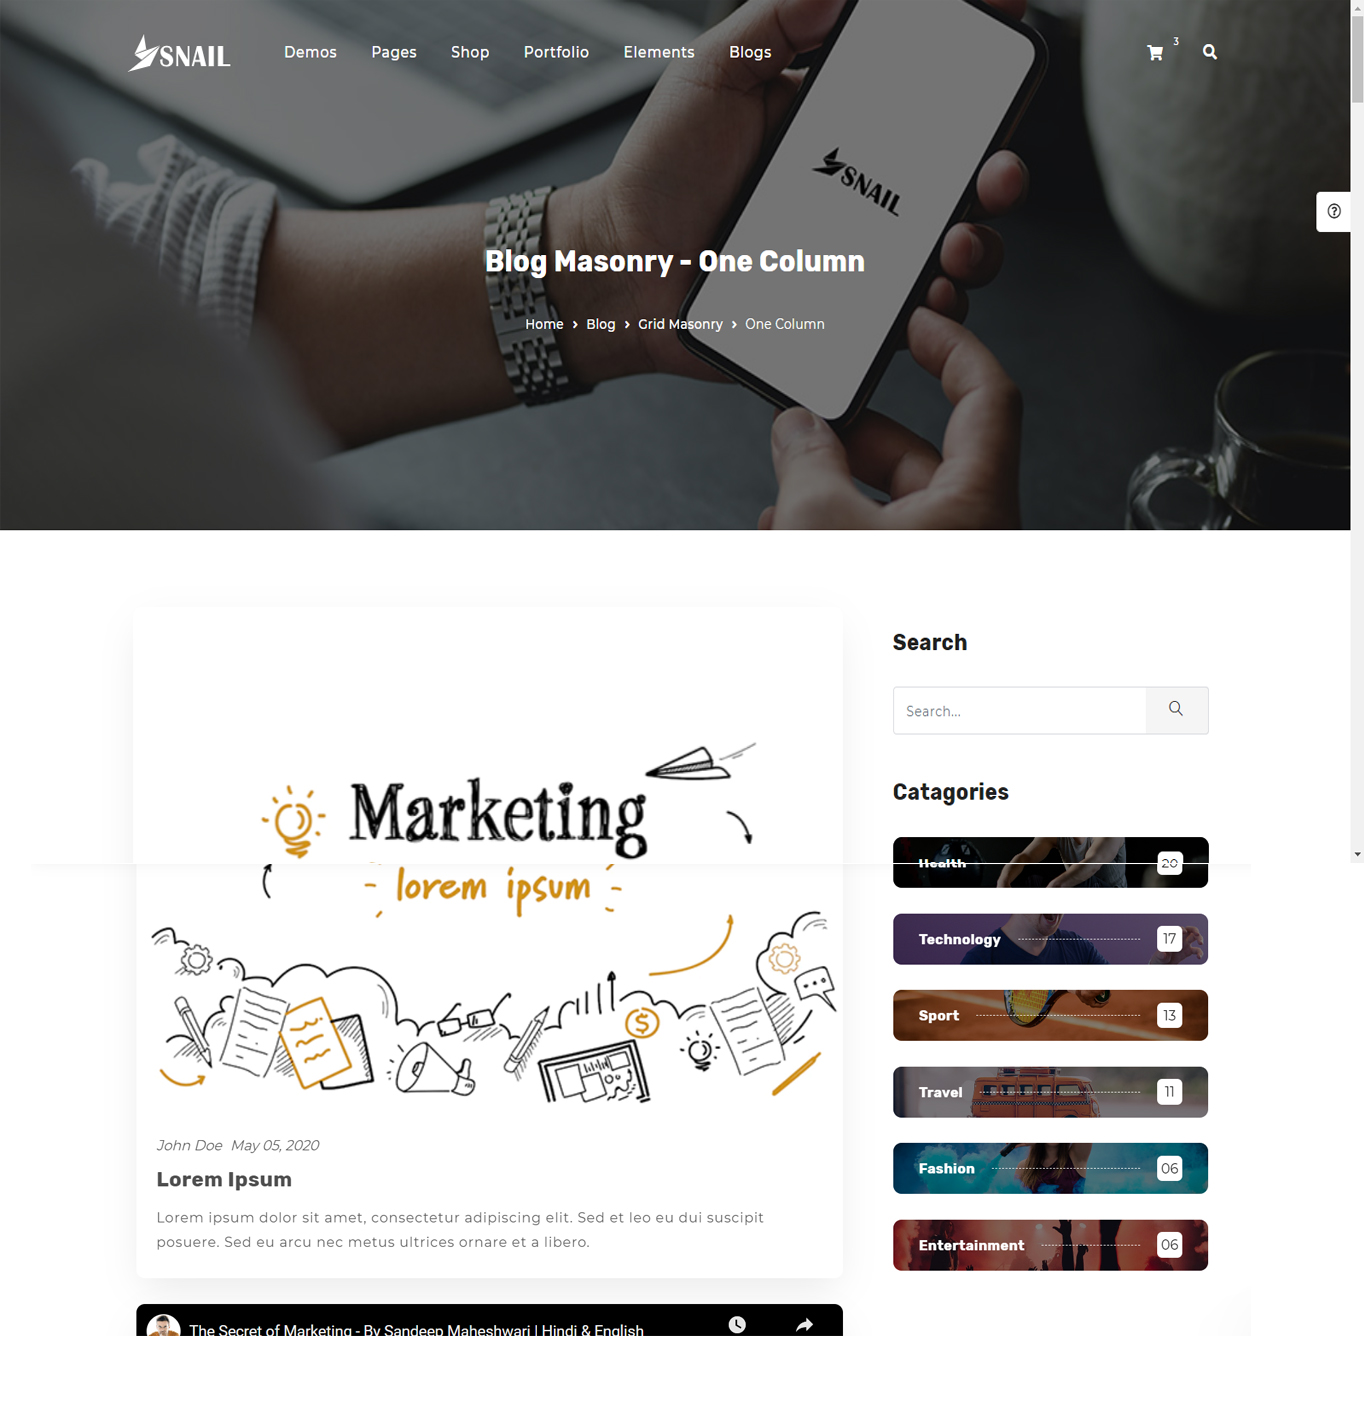 SNAIL
Demos Pages Shop Portfolio Elements Blogs
3
SNAIL
Blog Masonry - One Column
Home › Blog › Grid Masonry › One Column
Search
Search...
Catagories
Health 20
Technology 17
Sport 13
Travel 11
Fashion 06
Entertainment 06
Marketing
lorem ipsum
$
John Doe May 05, 2020
Lorem Ipsum
Lorem ipsum dolor sit amet, consectetur adipiscing elit. Sed et leo eu dui suscipit
posuere. Sed eu arcu nec metus ultrices ornare et a libero.
The Secret of Marketing - By Sandeep Maheshwari | Hindi & English